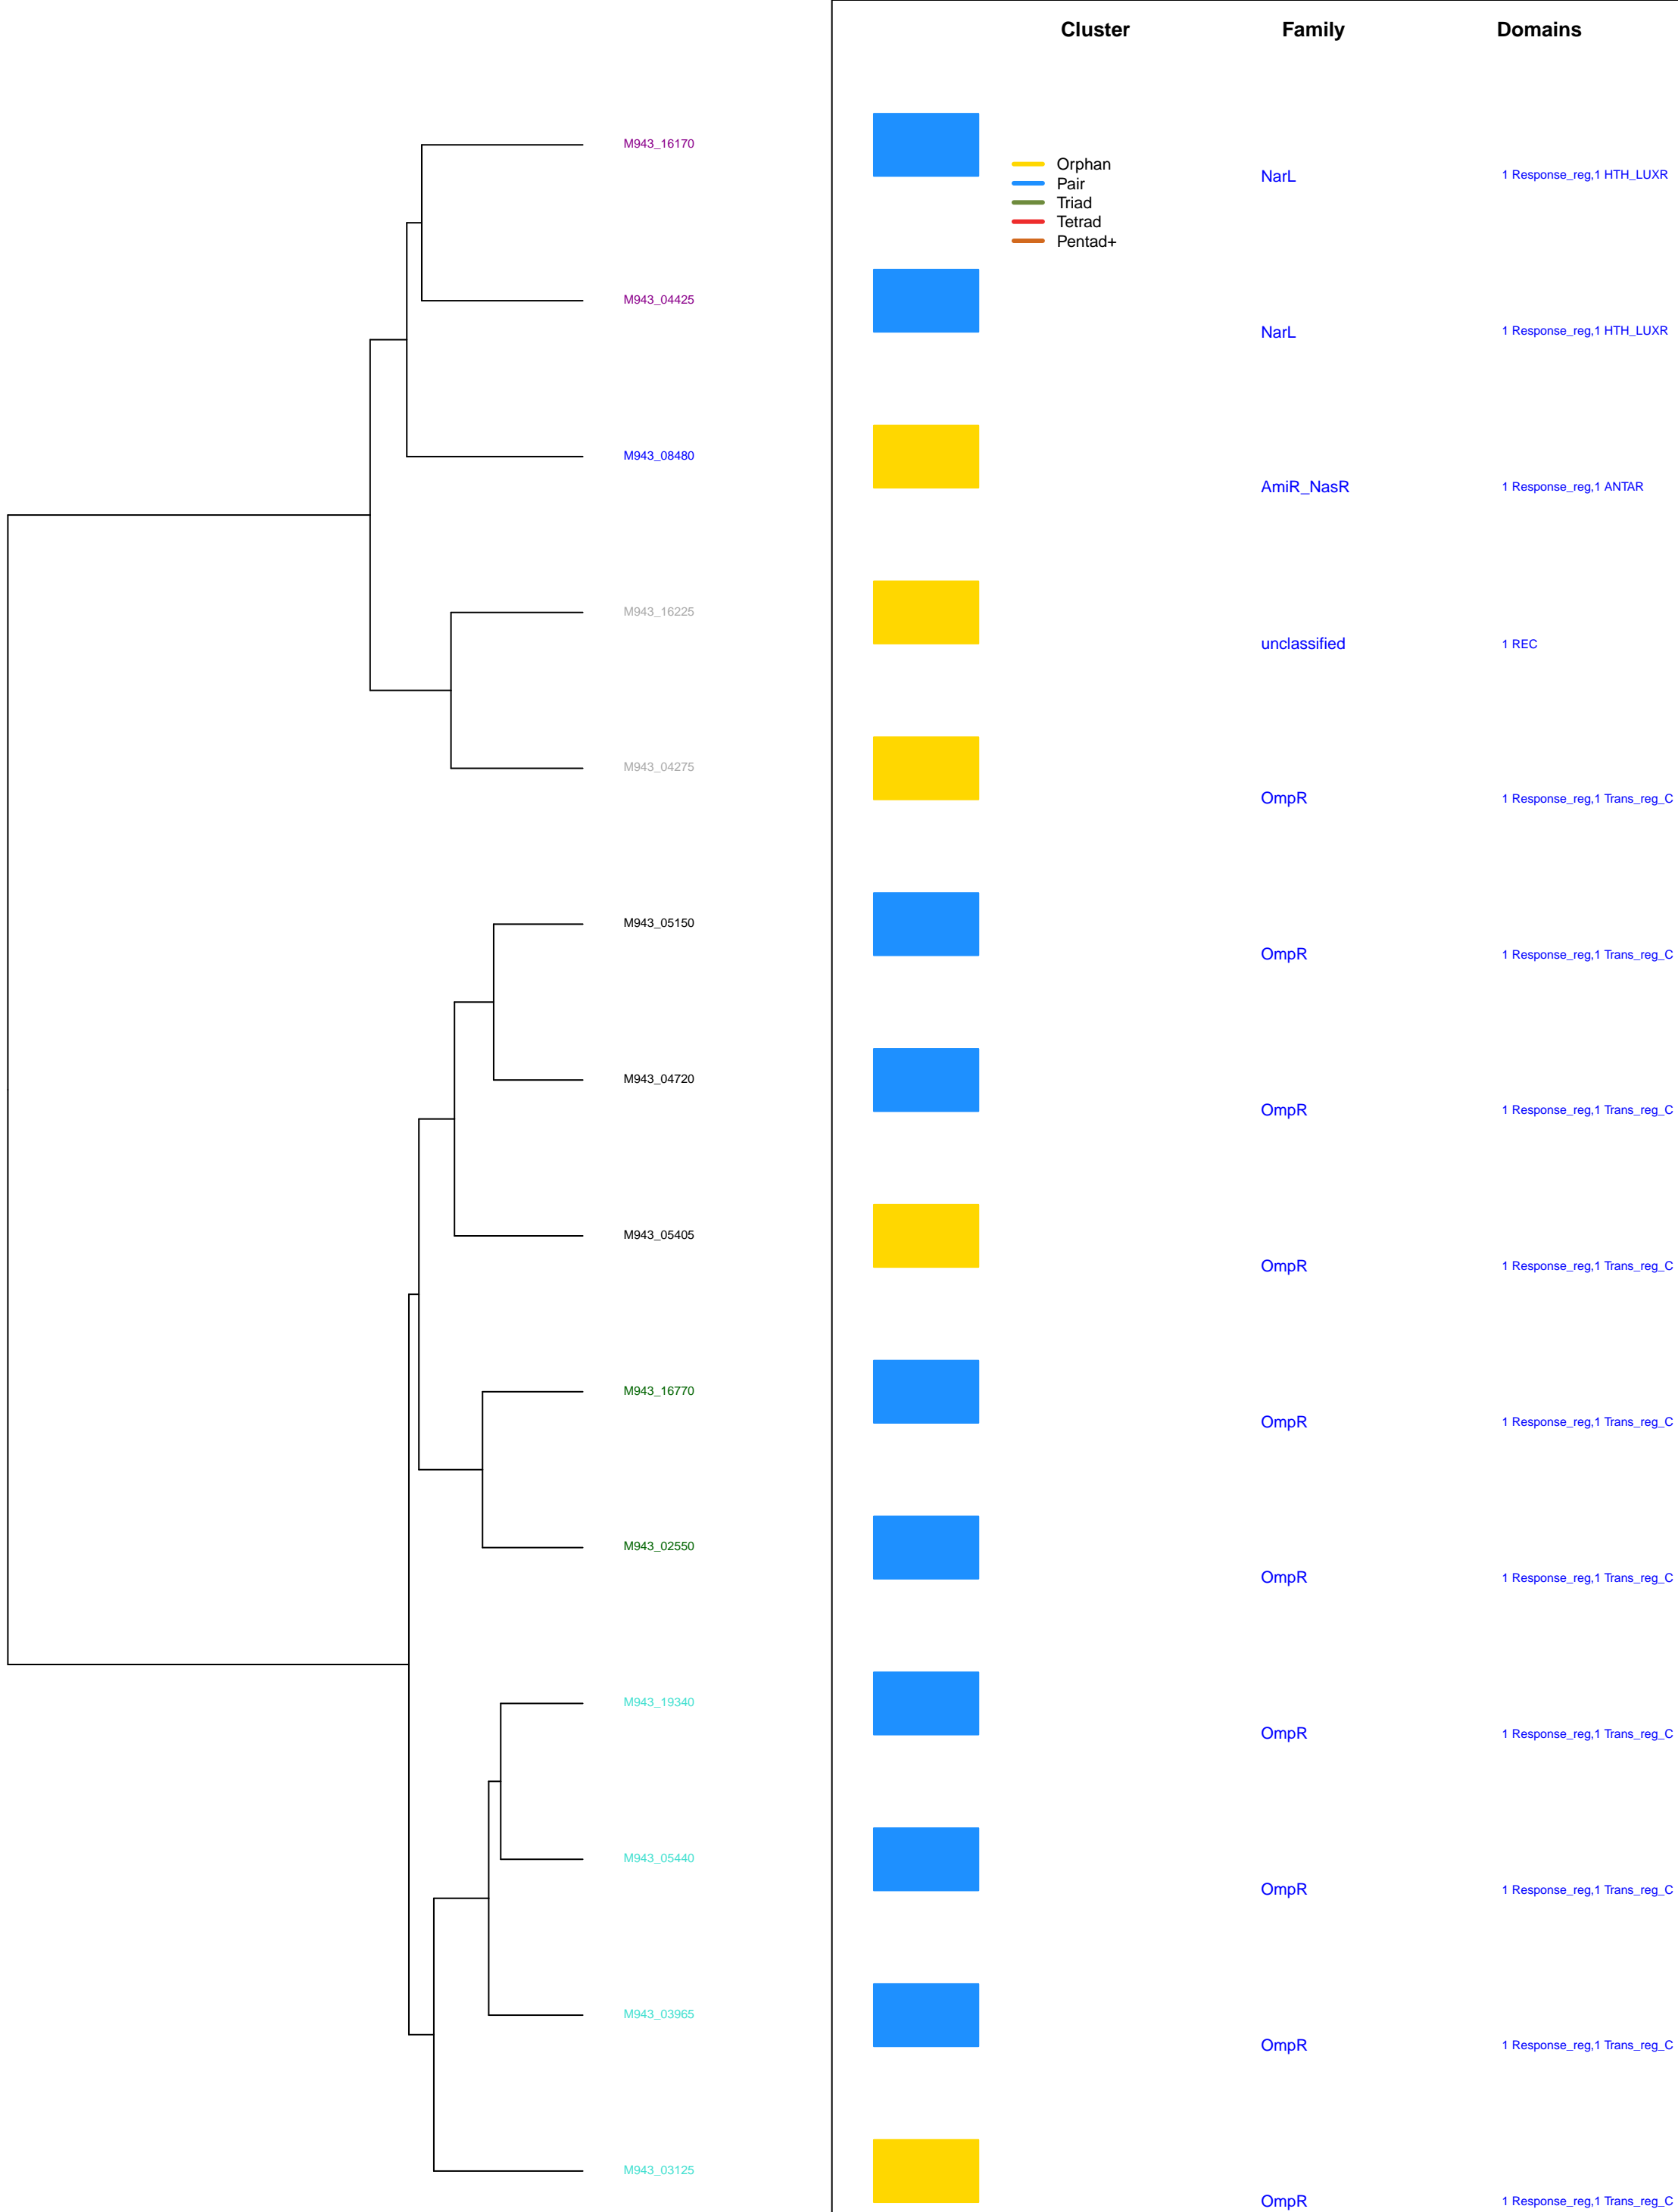 Cluster Family Domains
M943_16170
Orphan
Pair
Triad
Tetrad
Pentad+
NarL 1 Response_reg,1 HTH_LUXR
M943_04425
NarL 1 Response_reg,1 HTH_LUXR
M943_08480
AmiR_NasR 1 Response_reg,1 ANTAR
M943_16225
unclassified 1 REC
M943_04275
OmpR 1 Response_reg,1 Trans_reg_C
M943_05150
OmpR 1 Response_reg,1 Trans_reg_C
M943_04720
OmpR 1 Response_reg,1 Trans_reg_C
M943_05405
OmpR 1 Response_reg,1 Trans_reg_C
M943_16770
OmpR 1 Response_reg,1 Trans_reg_C
M943_02550
OmpR 1 Response_reg,1 Trans_reg_C
M943_19340
OmpR 1 Response_reg,1 Trans_reg_C
M943_05440
OmpR 1 Response_reg,1 Trans_reg_C
M943_03965
OmpR 1 Response_reg,1 Trans_reg_C
M943_03125
OmpR 1 Response_reg,1 Trans_reg_C